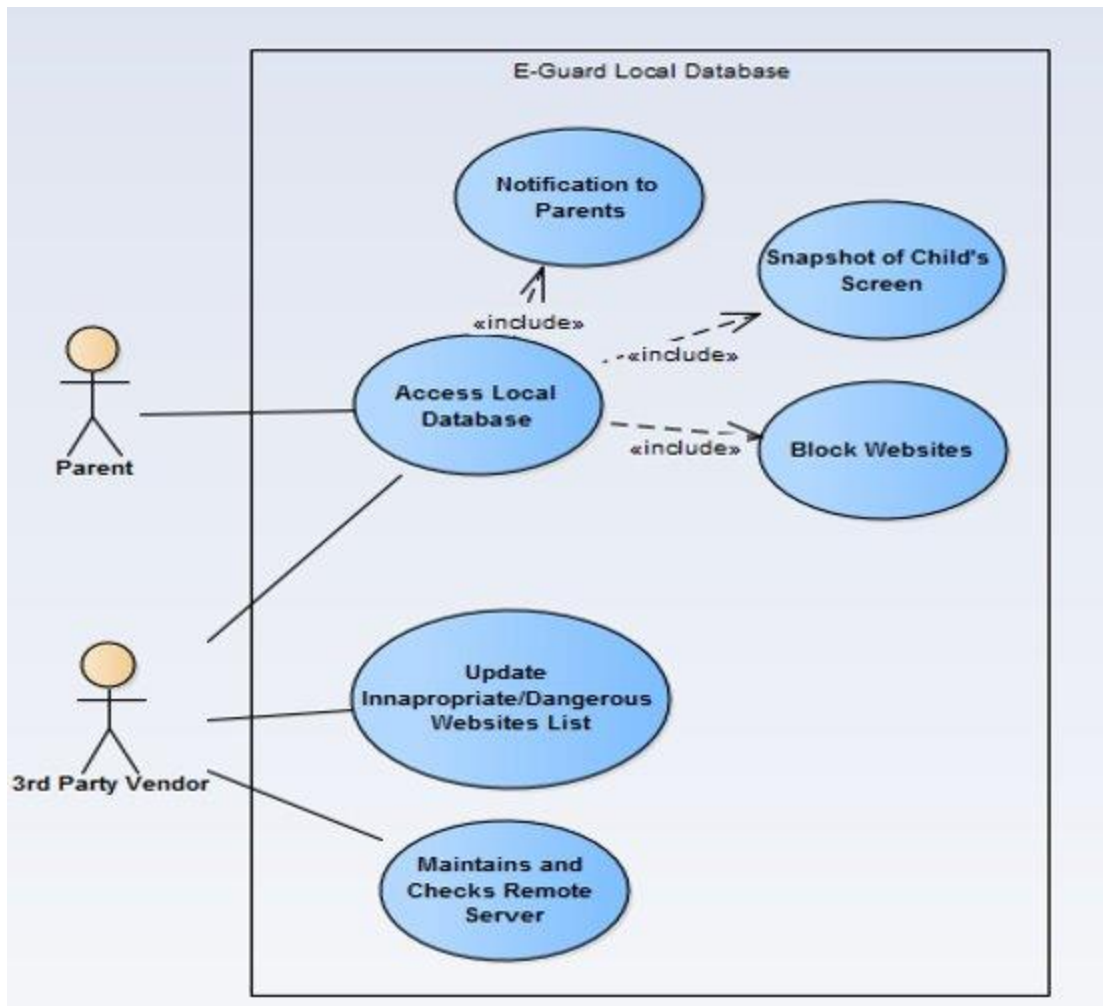 E-Guard Local Database
Notification to
Parents
Snapshot of Child's
Screen
«include»
«include»
Access Local
Database
«include»
Block Websites
Parent
Update
Innapropriate/Dangerous
Websites List
3rd Party Vendor
Maintains and
Checks Remote
Server